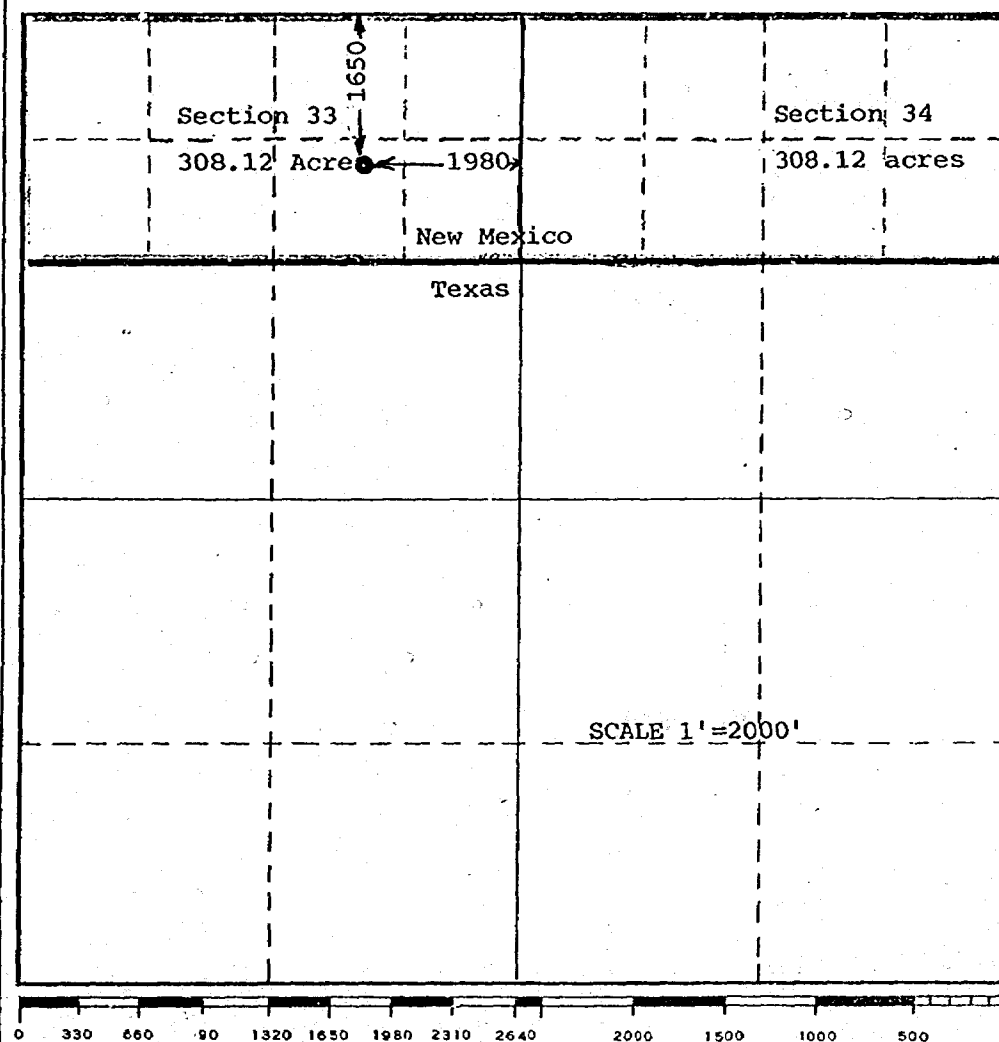 1650
Section 33
Section 34
308.12 Acre
1980
308.12 acres
New Mexico
Texas
SCALE 1'=2000'
0 330 660 90 1320 1650 1980 2310 2640 2000 1500 1000 500